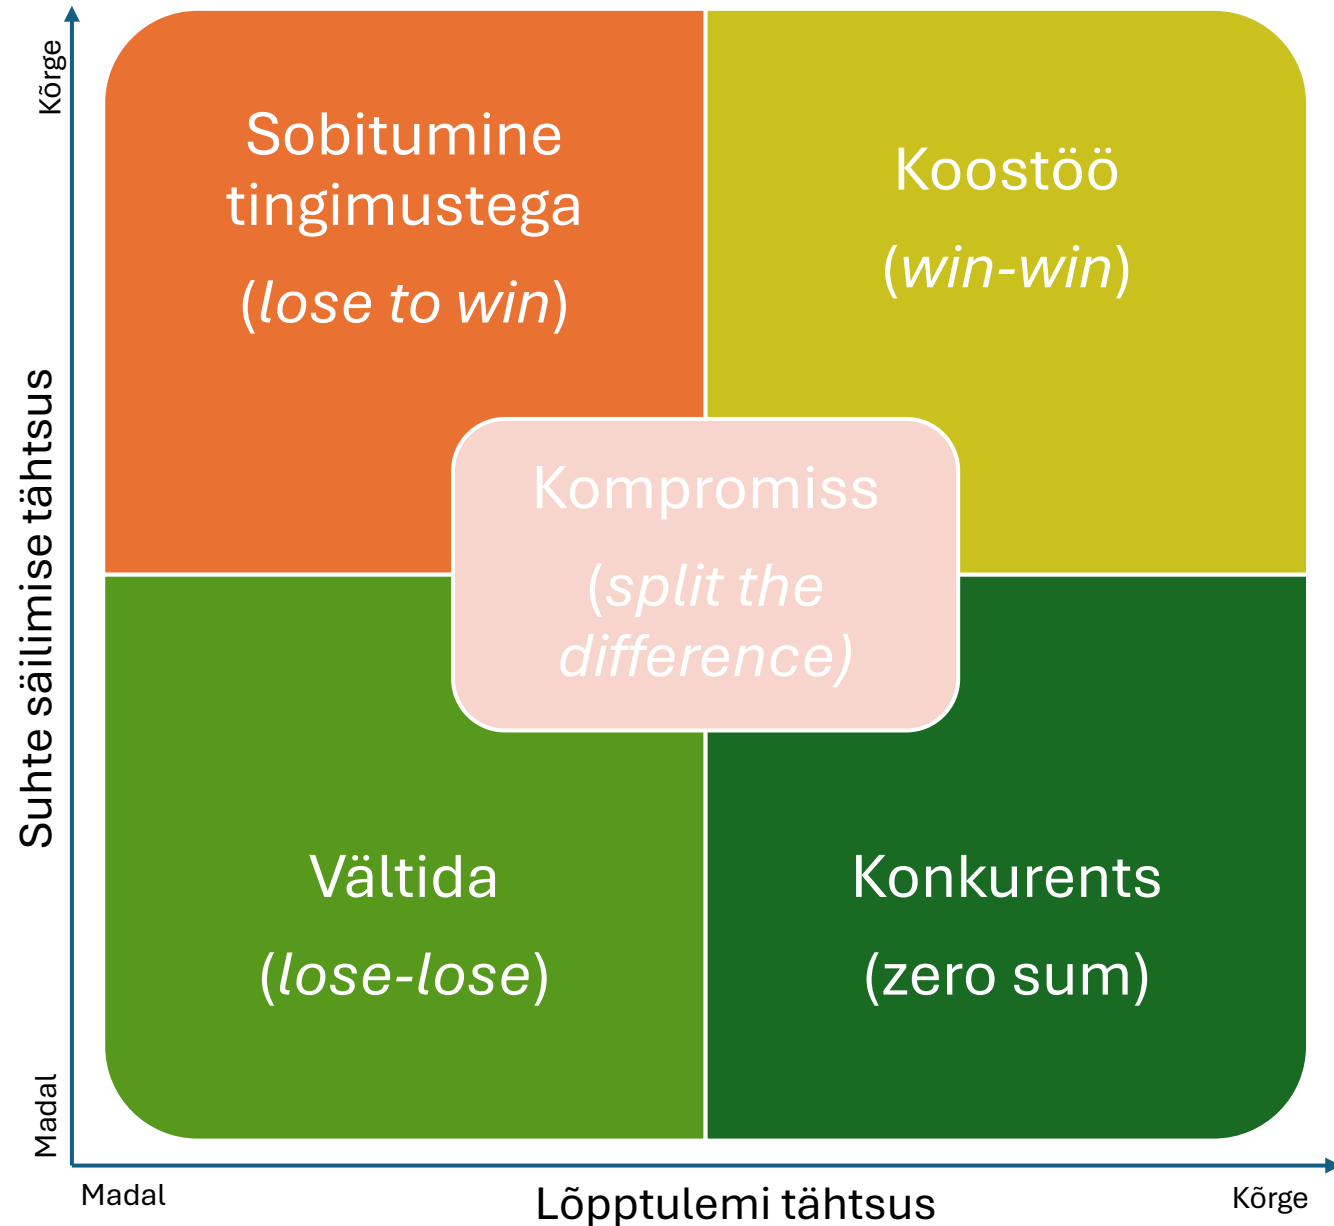 Kõrge
Suhte säilimise tähtsus
Madal
Sobitumine
tingimustega
(lose to win)
Koostöö
(win-win)
Kompromiss
(split the
difference)
Vältida
(lose-lose)
Konkurents
(zero sum)
Madal
Lõpptulemi tähtsus
Kõrge